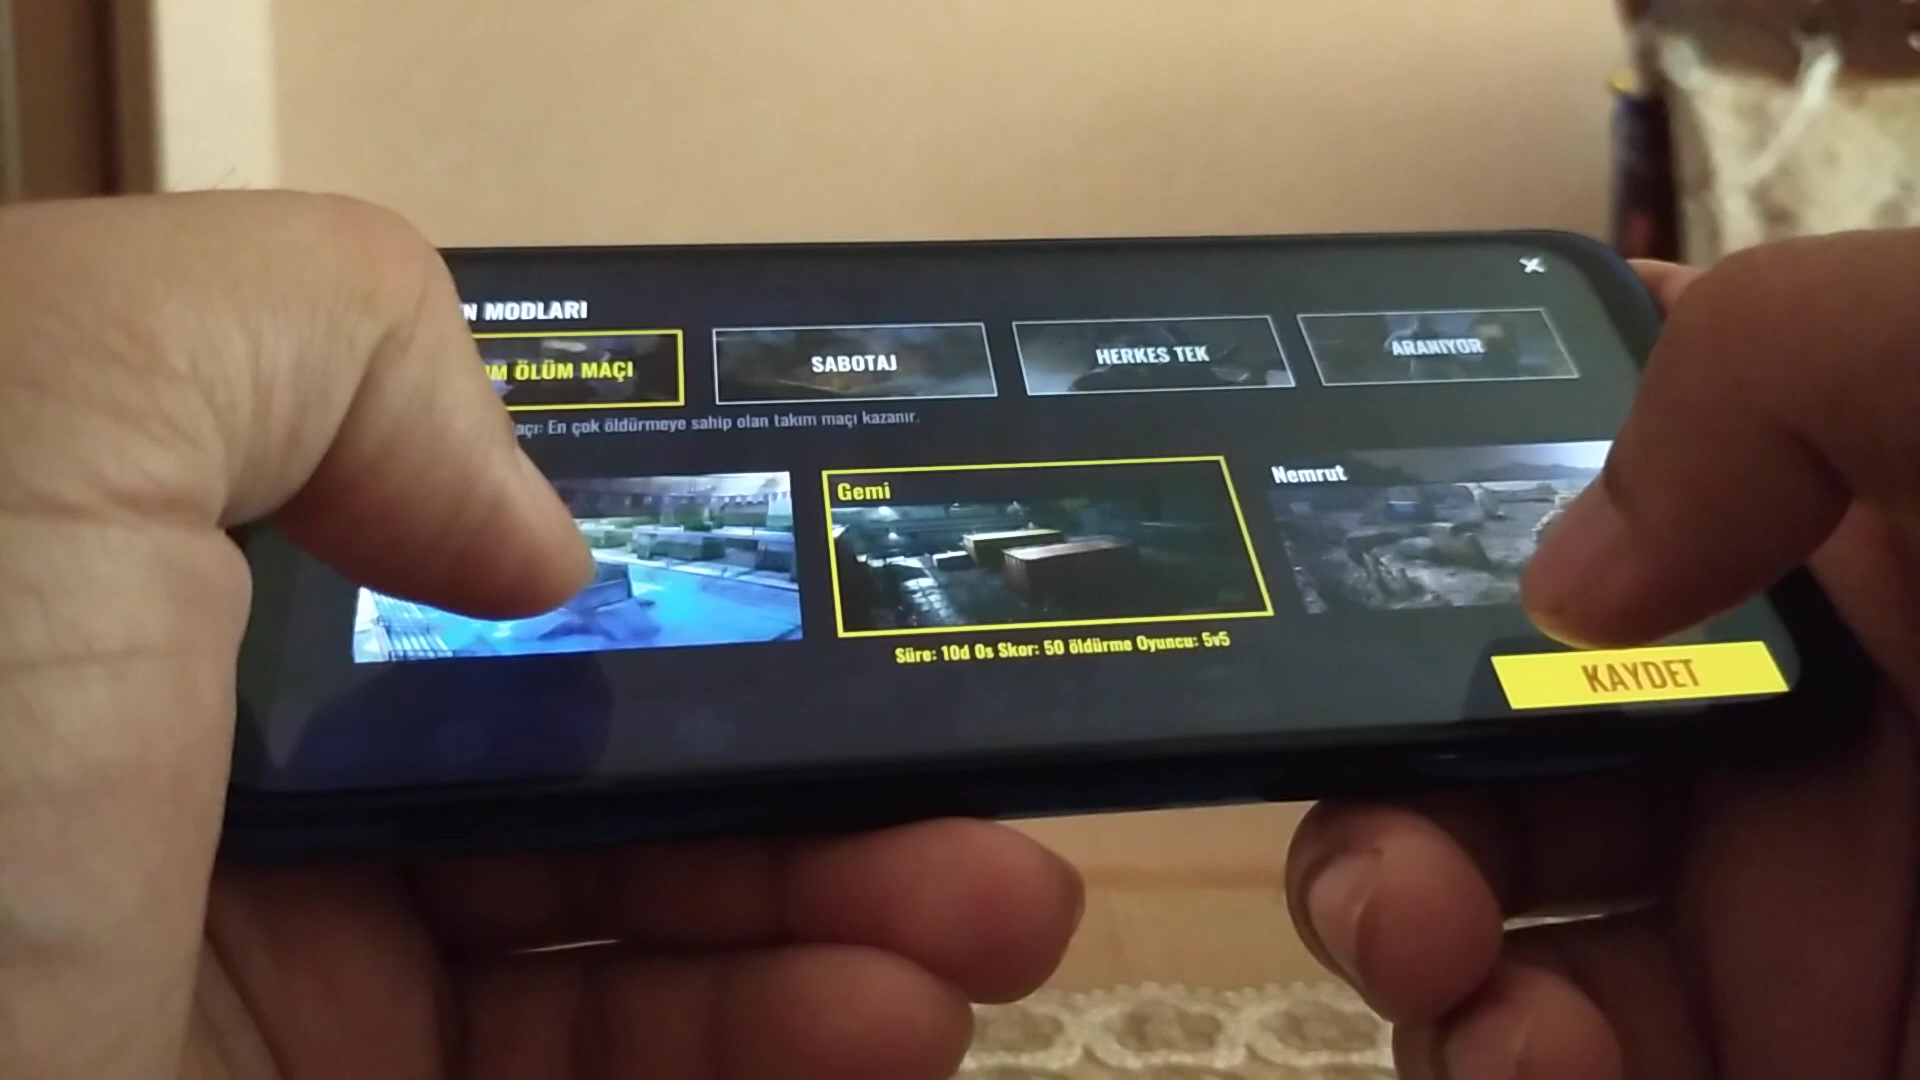 N MODLARI
M ÖLÜM MAÇI
SABOTAJ
HERKES TEK
ARANIYOR
açı: En çok öldürmeye sahip olan takım maçı kazanır.
Gemi
Nemrut
Süre: 10d 0s Skor: 50 öldürme Oyuncu: 5v5
KAYDET